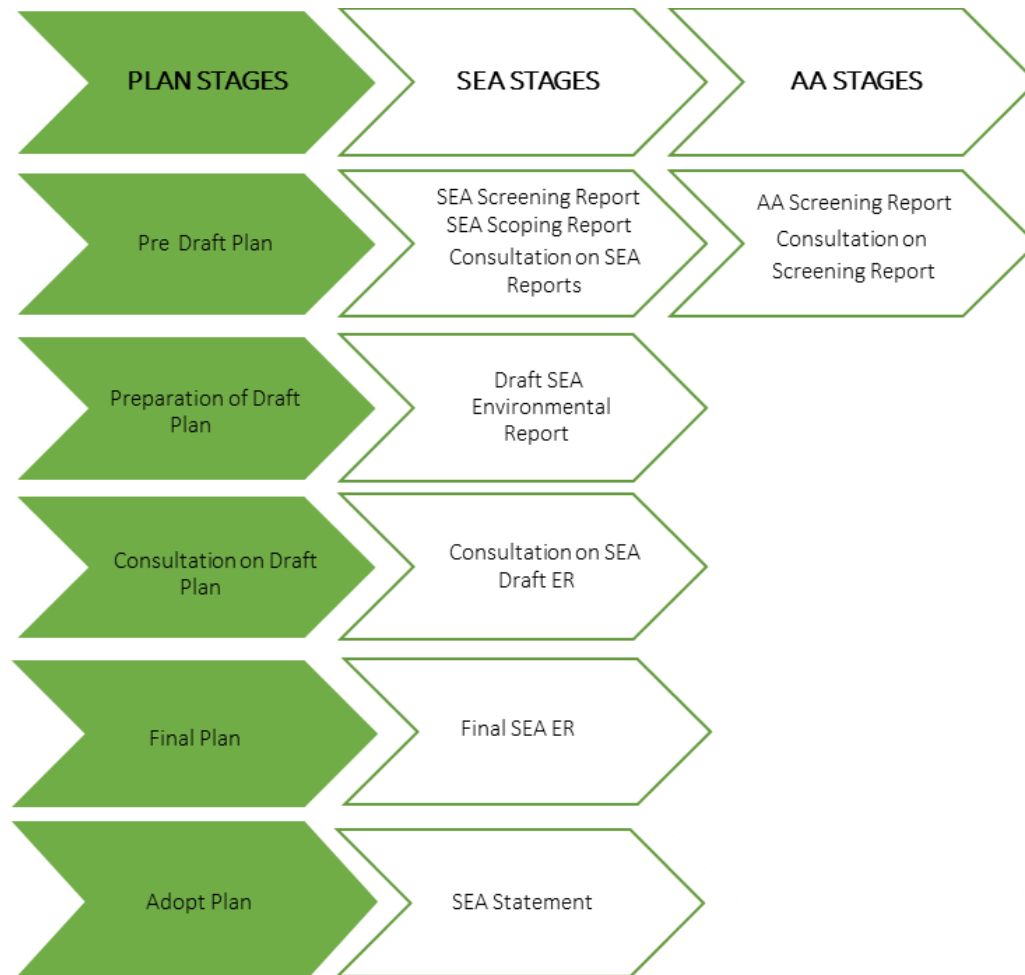 PLAN STAGES
SEA STAGES
AA STAGES
Pre Draft Plan
SEA Screening Report
SEA Scoping Report
Consultation on SEA
Reports
AA Screening Report
Consultation on
Screening Report
Preparation of Draft
Plan
Draft SEA
Environmental
Report
Consultation on Draft
Plan
Consultation on SEA
Draft ER
Final Plan
Final SEA ER
Adopt Plan
SEA Statement